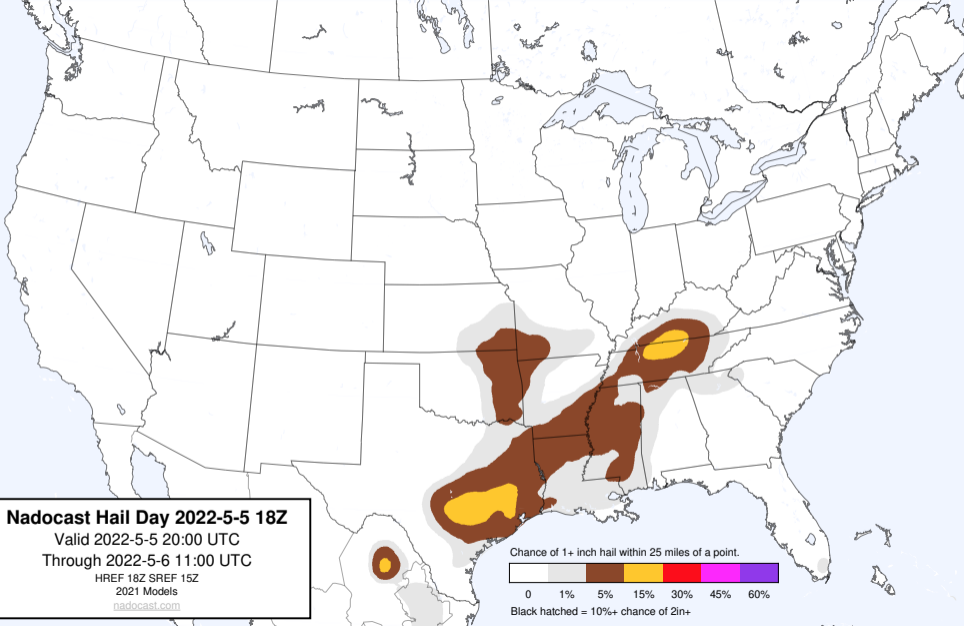 Nadocast Hail Day 2022-5-5 18Z
Valid 2022-5-5 20:00 UTC
Through 2022-5-6 11:00 UTC
HREF 18Z SREF 15Z
2021 Models
nadocast.com
Chance of 1+ inch hail within 25 miles of a point.
0 1% 5% 15% 30% 45% 60%
Black hatched = 10%+ chance of 2in+